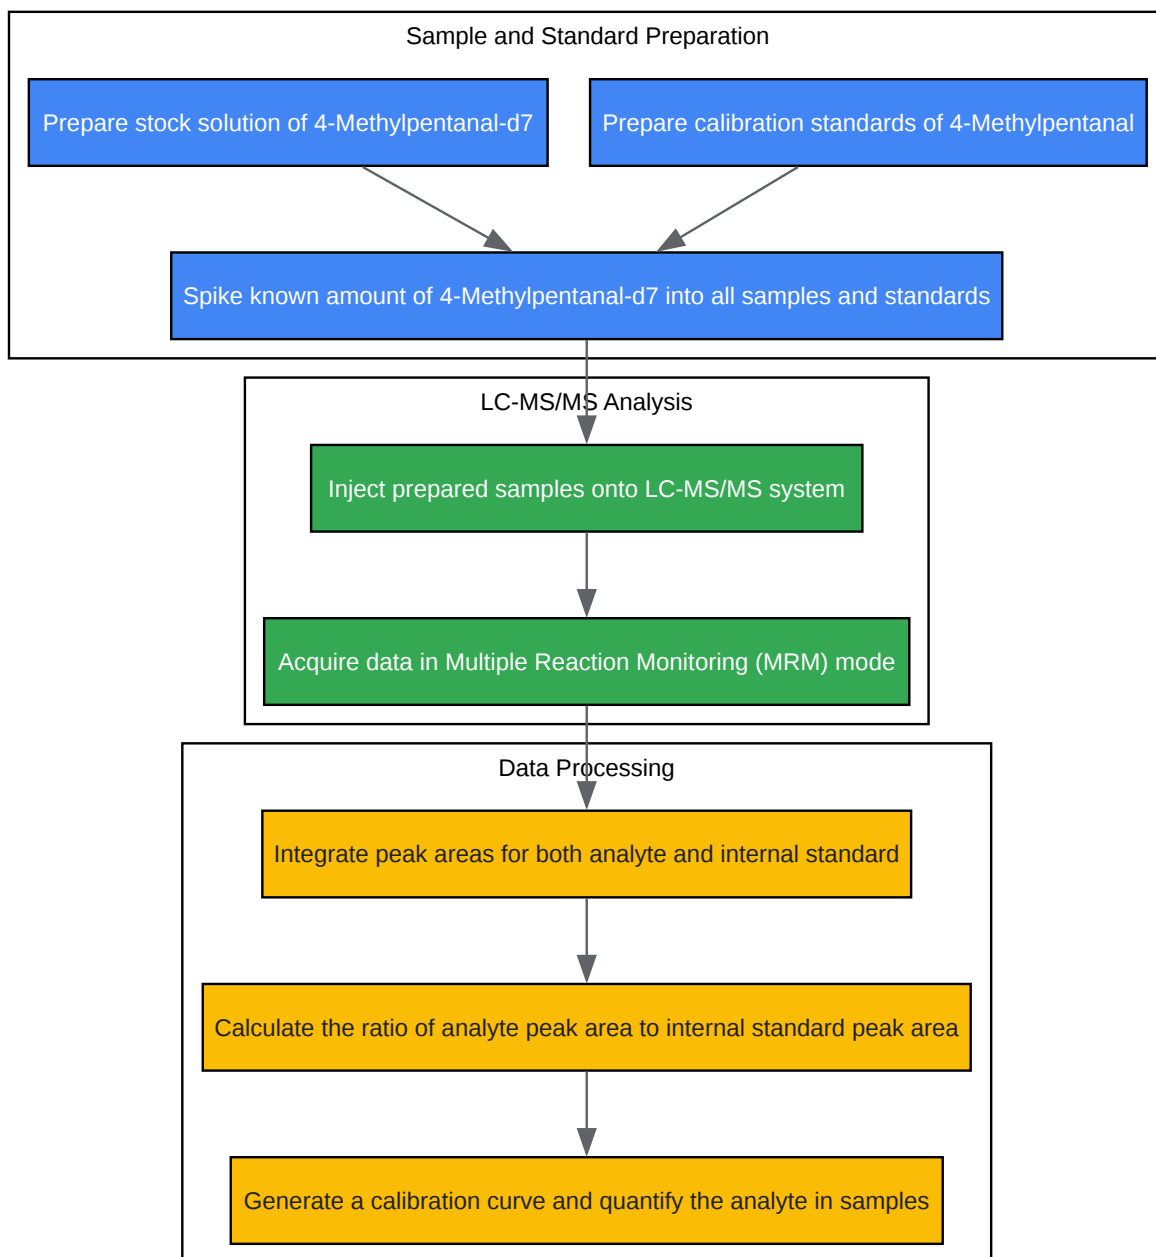 Sample and Standard Preparation
Prepare stock solution of 4-Methylpentanal-d7
Prepare calibration standards of 4-Methylpentanal
Spike known amount of 4-Methylpentanal-d7 into all samples and standards
LC-MS/MS Analysis
Inject prepared samples onto LC-MS/MS system
Acquire data in Multiple Reaction Monitoring (MRM) mode
Data Processing
Integrate peak areas for both analyte and internal standard
Calculate the ratio of analyte peak area to internal standard peak area
Generate a calibration curve and quantify the analyte in samples